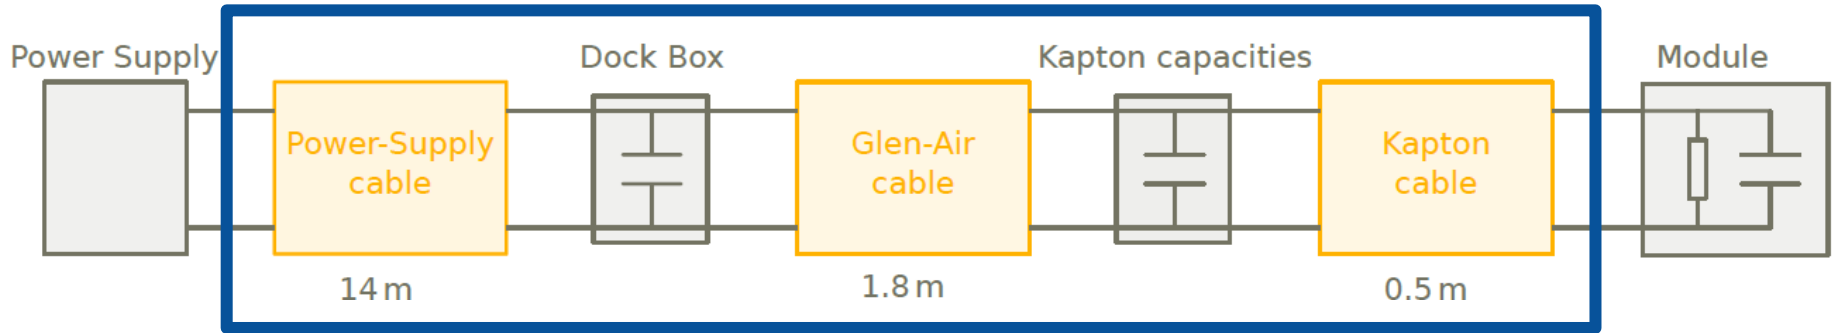 Power Supply
Dock Box
Kapton capacities
Module
Power-Supply
cable
Glen-Air
cable
Kapton
cable
14 m
1.8 m
0.5 m